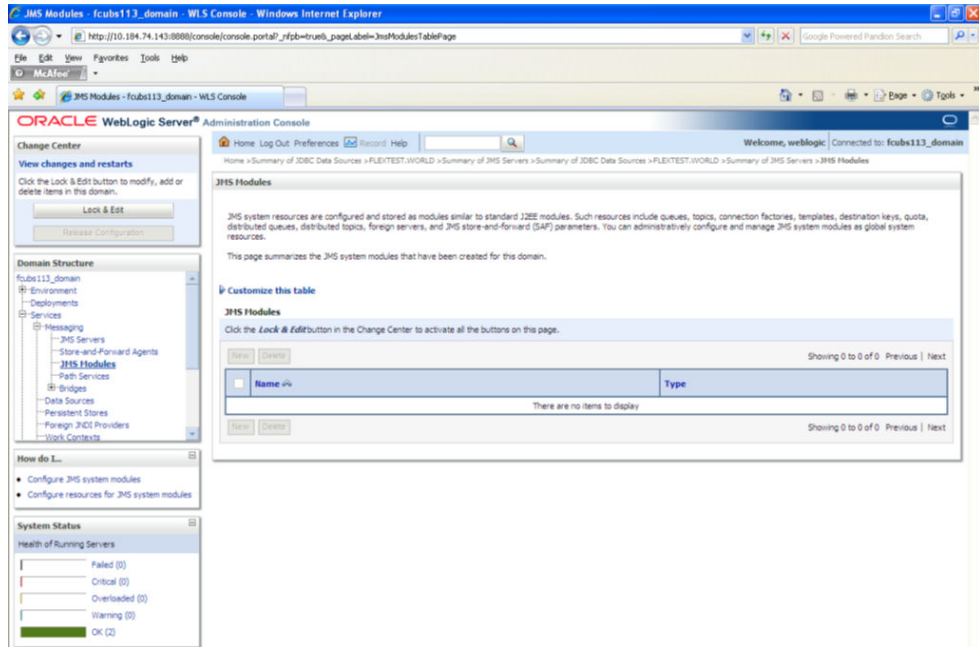 JMS Modules - fcubs113_domain - WLS Console - Windows Internet Explorer
http://10.184.74.143:8888/console/console.portal?_nfpb=true&_pageLabel=JmsModulesTablePage
Google Powered Pandion Search
File Edit View Favorites Tools Help
McAfee
JMS Modules - fcubs113_domain - WLS Console
Page Tools
ORACLE WebLogic Server® Administration Console
Change Center
View changes and restarts
Click the Lock & Edit button to modify, add or
delete items in this domain.
Lock & Edit
Release Configuration
Domain Structure
fcubs113_domain
Environment
Deployments
Services
Messaging
JMS Servers
Store-and-Forward Agents
JMS Modules
Path Services
Bridges
Data Sources
Persistent Stores
Foreign JNDI Providers
Work Contexts
How do I...
Configure JMS system modules
Configure resources for JMS system modules
System Status
Health of Running Servers
Failed (0)
Critical (0)
Overloaded (0)
Warning (0)
OK (2)
Home Log Out Preferences Record Help
Welcome, weblogic Connected to: fcubs113_domain
Home >Summary of JDBC Data Sources >FLEXTEST.WORLD >Summary of JMS Servers >Summary of JDBC Data Sources >FLEXTEST.WORLD >Summary of JMS Servers >JMS Modules
JMS Modules
JMS system resources are configured and stored as modules similar to standard J2EE modules. Such resources include queues, topics, connection factories, templates, destination keys, quota,
distributed queues, distributed topics, foreign servers, and JMS store-and-forward (SAF) parameters. You can administratively configure and manage JMS system modules as global system
resources.
This page summarizes the JMS system modules that have been created for this domain.
Customize this table
JMS Modules
Click the Lock & Edit button in the Change Center to activate all the buttons on this page.
New Delete
Showing 0 to 0 of 0 Previous | Next
Name Type
There are no items to display
New Delete
Showing 0 to 0 of 0 Previous | Next